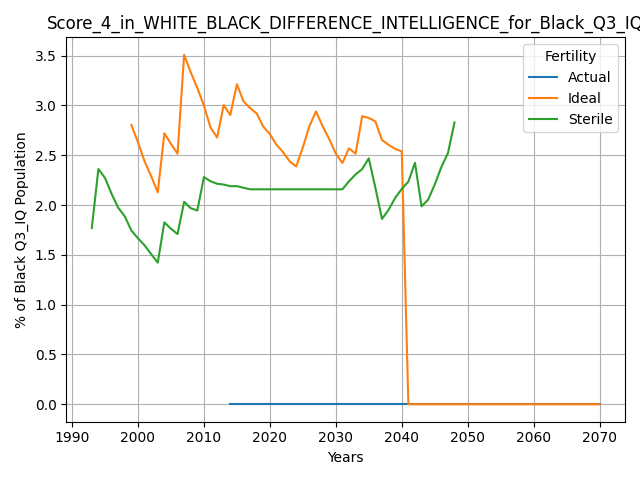 Score_4_in_WHITE_BLACK_DIFFERENCE_INTELLIGENCE_for_Black_Q3_IQ
Fertility
Actual
Ideal
Sterile
% of Black Q3_IQ Population
3.5
3.0
2.5
2.0
1.5
1.0
0.5
0.0
1990 2000 2010 2020 2030 2040 2050 2060 2070
Years